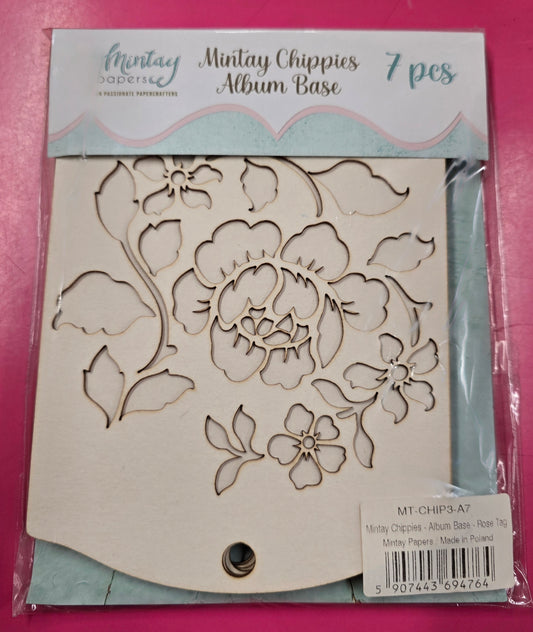 Mintay
papers
PASSIONATE PAPERCRAFTERS
Mintay Chippies
Album Base
7 pcs
MT-CHIP3-A7
Mintay Chippies - Album Base - Rose Tag
Mintay Papers Made in Poland
5 907443 694764